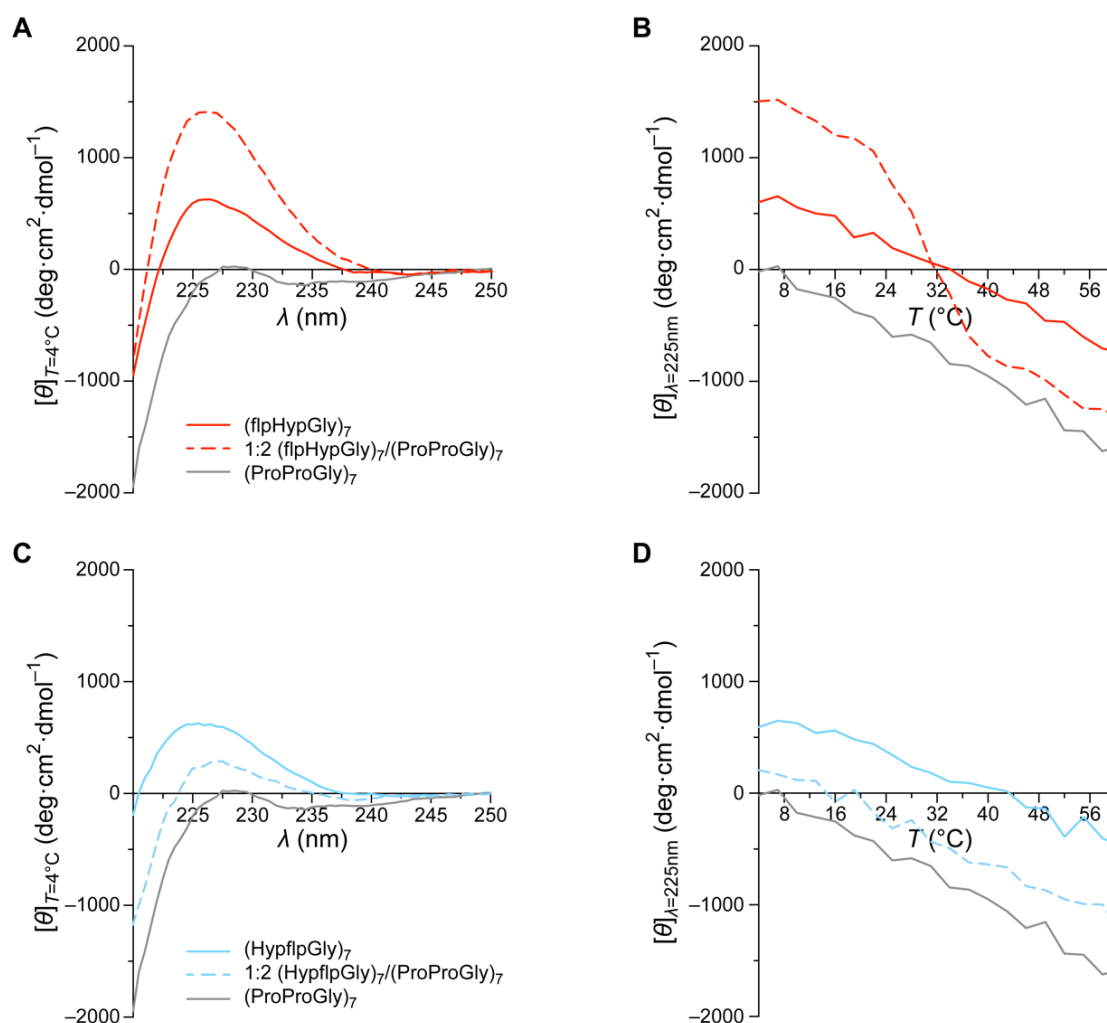 A
2000
1000
0
−1000
−2000
[θ]T=4°C (deg·cm²·dmol⁻¹)
225 230 235 240 245 250
λ (nm)
(flpHypGly)₇
1:2 (flpHypGly)₇/(ProProGly)₇
(ProProGly)₇
B
2000
1000
0
−1000
−2000
[θ]λ=225nm (deg·cm²·dmol⁻¹)
8 16 24 32 40 48 56
T (°C)
C
2000
1000
0
−1000
−2000
[θ]T=4°C (deg·cm²·dmol⁻¹)
225 230 235 240 245 250
λ (nm)
(HypflpGly)₇
1:2 (HypflpGly)₇/(ProProGly)₇
(ProProGly)₇
D
2000
1000
0
−1000
−2000
[θ]λ=225nm (deg·cm²·dmol⁻¹)
8 16 24 32 40 48 56
T (°C)